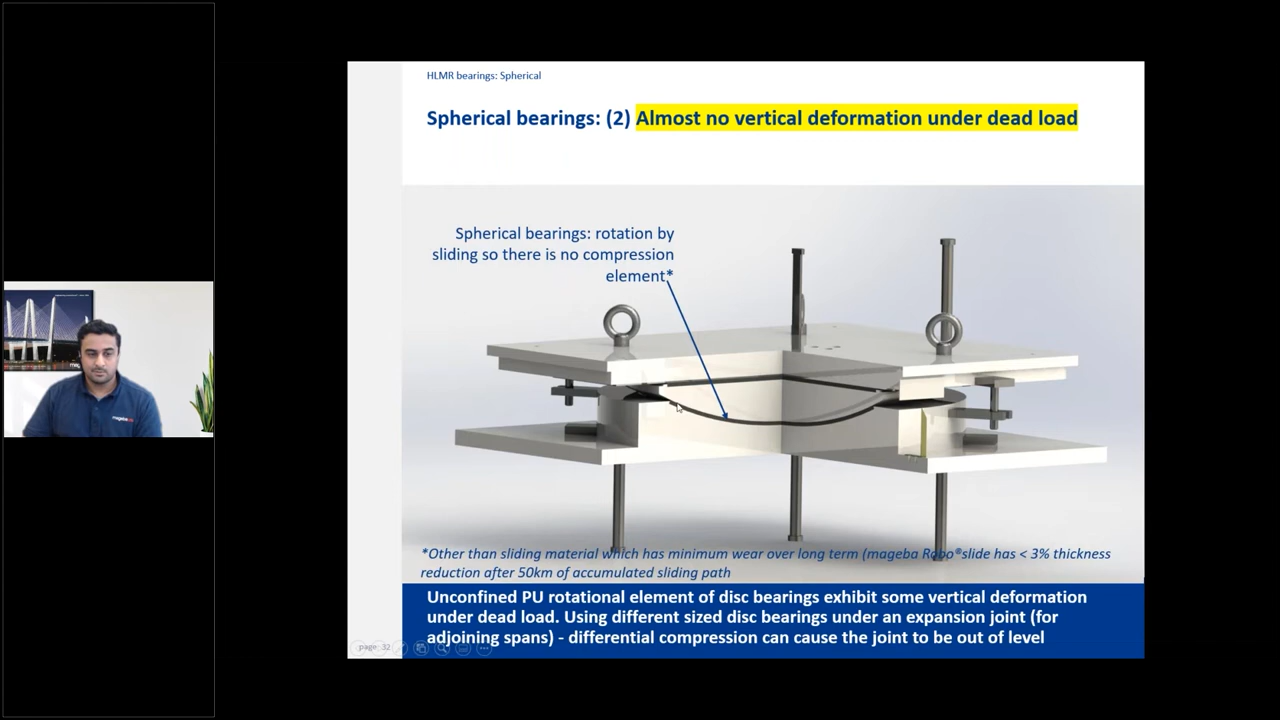 HLMR bearings: Spherical
Spherical bearings: (2) Almost no vertical deformation under dead load
Spherical bearings: rotation by
sliding so there is no compression
element*
*Other than sliding material which has minimum wear over long term (mageba Robo®slide has < 3% thickness
reduction after 50km of accumulated sliding path
Unconfined PU rotational element of disc bearings exhibit some vertical deformation
under dead load. Using different sized disc bearings under an expansion joint (for
adjoining spans) - differential compression can cause the joint to be out of level
page: 32
mageba